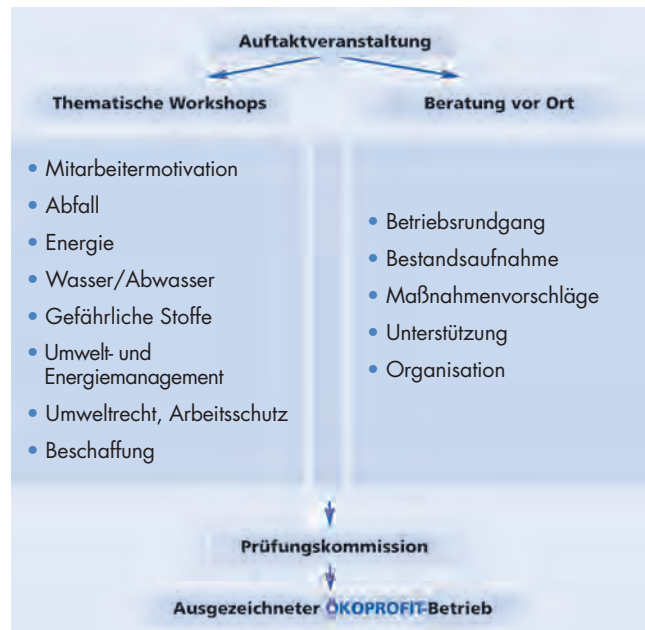 Auftaktveranstaltung
Thematische Workshops
• Mitarbeitermotivation
• Abfall
• Energie
• Wasser/Abwasser
• Gefährliche Stoffe
• Umwelt- und
Energiemanagement
• Umweltrecht, Arbeitsschutz
• Beschaffung
Beratung vor Ort
• Betriebsrundgang
• Bestandsaufnahme
• Maßnahmenvorschläge
• Unterstützung
• Organisation
Prüfungskommission
Ausgezeichneter ÖKOPROFIT-Betrieb